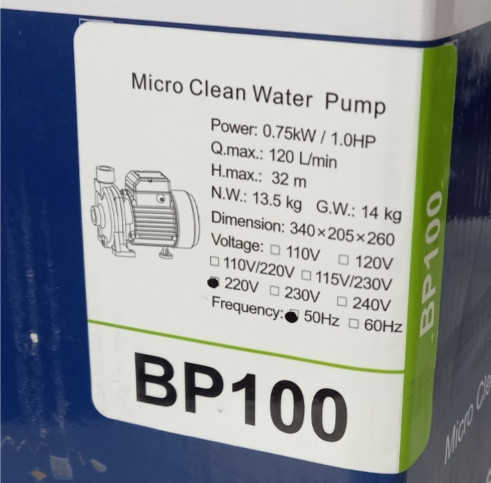 Micro Clean Water Pump
Power: 0.75kW / 1.0HP
Q.max.: 120 L/min
H.max.: 32 m
N.W.: 13.5 kg G.W.: 14 kg
Dimension: 340×205×260
Voltage: □ 110V □ 120V
□ 110V/220V □ 115V/230V
● 220V □ 230V □ 240V
Frequency: ● 50Hz □ 60Hz
BP100
BP100
Micro Cle